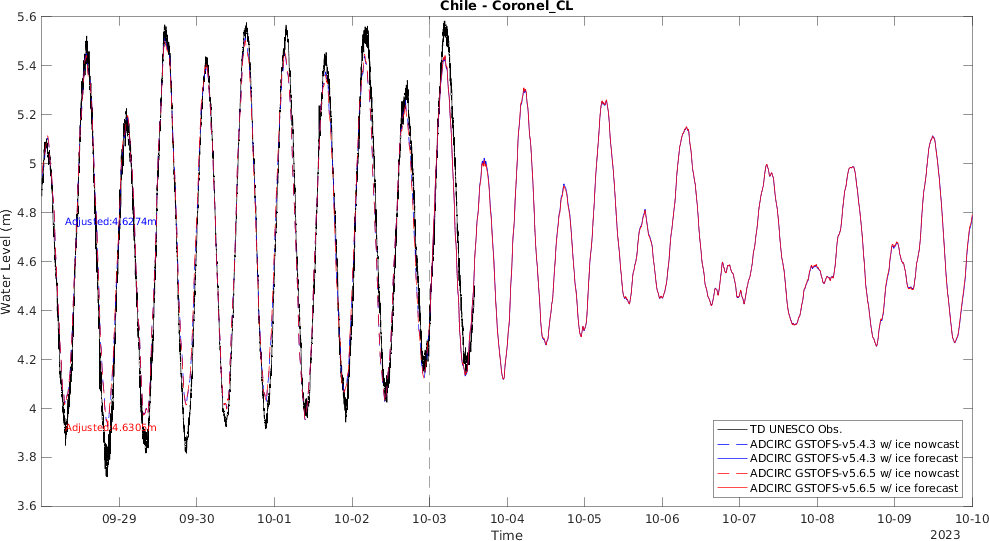 Chile - Coronel_CL
5.6
5.4
5.2
5
4.8
4.6
4.4
4.2
4
3.8
3.6
Water Level (m)
Adjusted:4.6274m
Adjusted:4.6305m
TD UNESCO Obs.
ADCIRC GSTOFS-v5.4.3 w/ ice nowcast
ADCIRC GSTOFS-v5.4.3 w/ ice forecast
ADCIRC GSTOFS-v5.6.5 w/ ice nowcast
ADCIRC GSTOFS-v5.6.5 w/ ice forecast
09-29 09-30 10-01 10-02 10-03 10-04 10-05 10-06 10-07 10-08 10-09 10-10
Time
2023